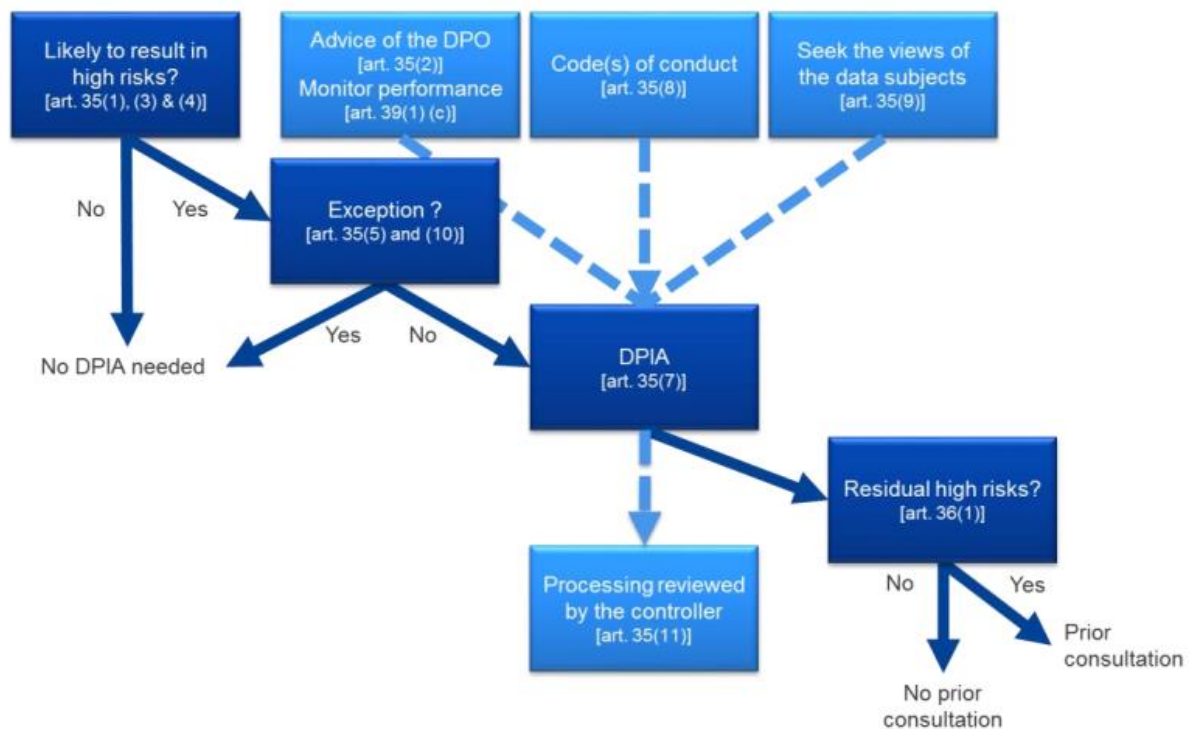 Likely to result in
high risks?
[art. 35(1), (3) & (4)]
Advice of the DPO
[art. 35(2)]
Monitor performance
[art. 39(1) (c)]
Code(s) of conduct
[art. 35(8)]
Seek the views of
the data subjects
[art. 35(9)]
No
Yes
Exception ?
[art. 35(5) and (10)]
Yes
No
No DPIA needed
DPIA
[art. 35(7)]
Residual high risks?
[art. 36(1)]
Processing reviewed
by the controller
[art. 35(11)]
No
Yes
Prior
consultation
No prior
consultation